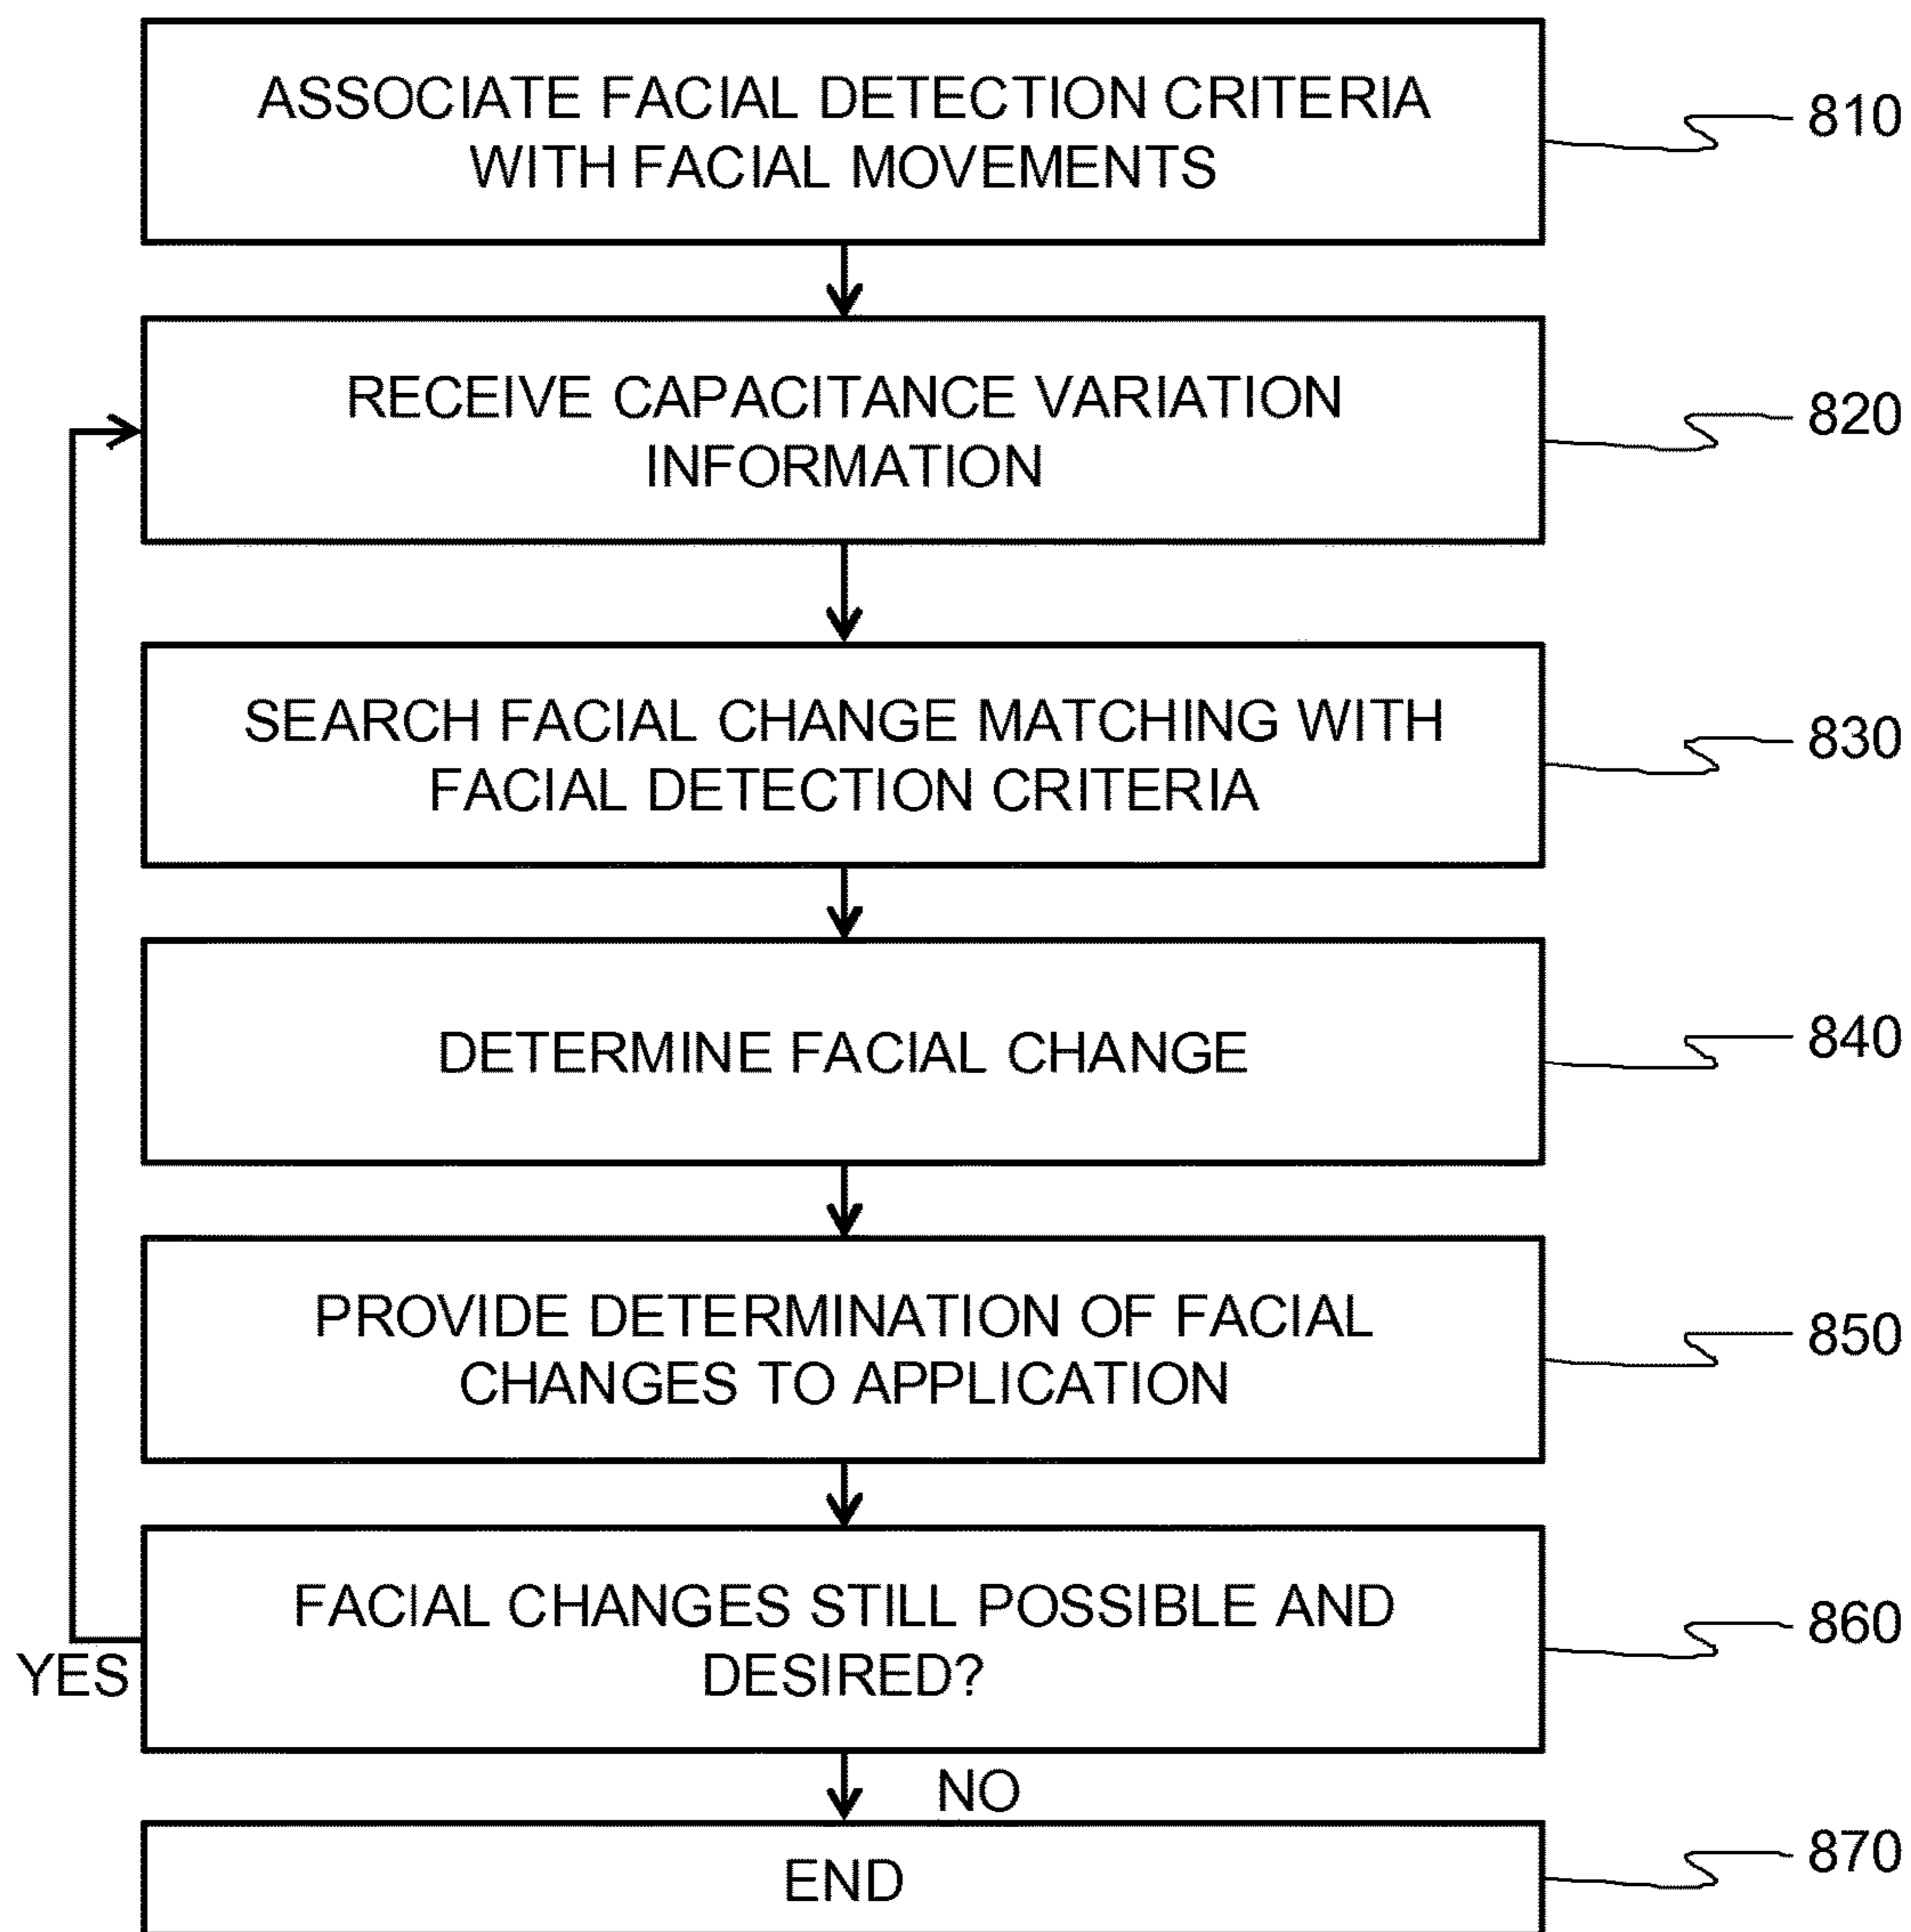 ASSOCIATE FACIAL DETECTION CRITERIA
WITH FACIAL MOVEMENTS
810
RECEIVE CAPACITANCE VARIATION
INFORMATION
820
SEARCH FACIAL CHANGE MATCHING WITH
FACIAL DETECTION CRITERIA
830
DETERMINE FACIAL CHANGE
840
PROVIDE DETERMINATION OF FACIAL
CHANGES TO APPLICATION
850
FACIAL CHANGES STILL POSSIBLE AND
DESIRED?
860
YES
NO
END
870